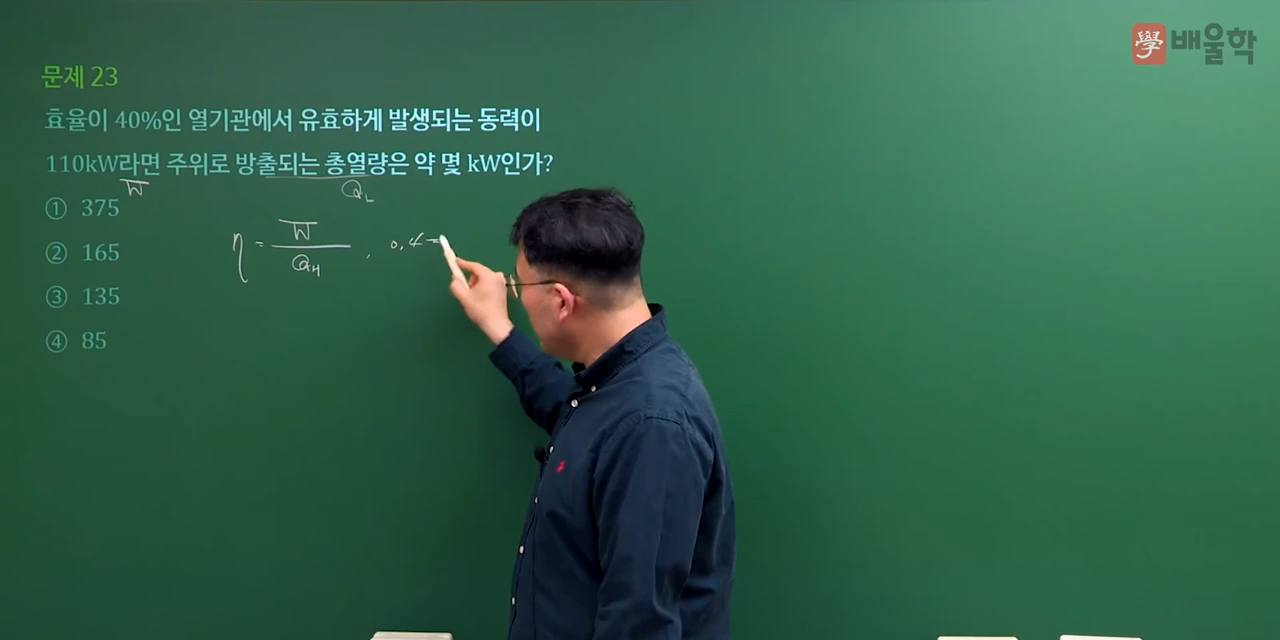 學 배울학
문제 23
효율이 40%인 열기관에서 유효하게 발생되는 동력이
110kW라면 주위로 방출되는 총열량은 약 몇 kW인가?
W Q_L
① 375
② 165
③ 135
④ 85
η = W / Q_H , 0.4 =